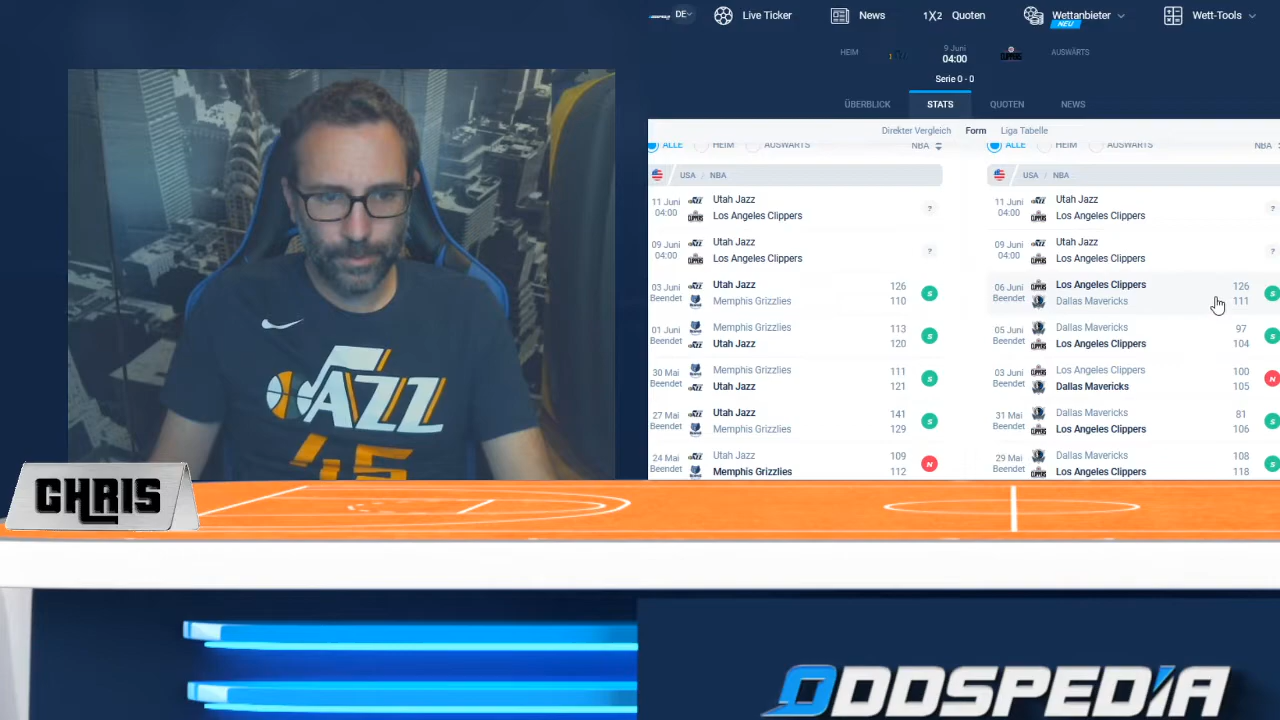 DE
Live Ticker
News
1X2 Quoten
Wettanbieter
NEU
Wett-Tools
HEIM
9 Juni
04:00
CLIPPERS
AUSWÄRTS
Serie 0 - 0
ÜBERBLICK
STATS
QUOTEN
NEWS
Direkter Vergleich
Form
Liga Tabelle
ALLE
HEIM
AUSWÄRTS
NBA
USA / NBA
11 Juni
04:00
Utah Jazz
Los Angeles Clippers
?
09 Juni
04:00
Utah Jazz
Los Angeles Clippers
?
03 Juni
Beendet
Utah Jazz 126
Memphis Grizzlies 110
S
01 Juni
Beendet
Memphis Grizzlies 113
Utah Jazz 120
S
30 Mai
Beendet
Memphis Grizzlies 111
Utah Jazz 121
S
27 Mai
Beendet
Utah Jazz 141
Memphis Grizzlies 129
S
24 Mai
Beendet
Utah Jazz 109
Memphis Grizzlies 112
N
ALLE
HEIM
AUSWÄRTS
NBA
USA / NBA
11 Juni
04:00
Utah Jazz
Los Angeles Clippers
?
09 Juni
04:00
Utah Jazz
Los Angeles Clippers
?
06 Juni
Beendet
Los Angeles Clippers 126
Dallas Mavericks 111
S
05 Juni
Beendet
Dallas Mavericks 97
Los Angeles Clippers 104
S
03 Juni
Beendet
Los Angeles Clippers 100
Dallas Mavericks 105
N
31 Mai
Beendet
Dallas Mavericks 81
Los Angeles Clippers 106
S
29 Mai
Beendet
Dallas Mavericks 108
Los Angeles Clippers 118
S
JAZZ
45
CHRIS
ODDSPEDIA